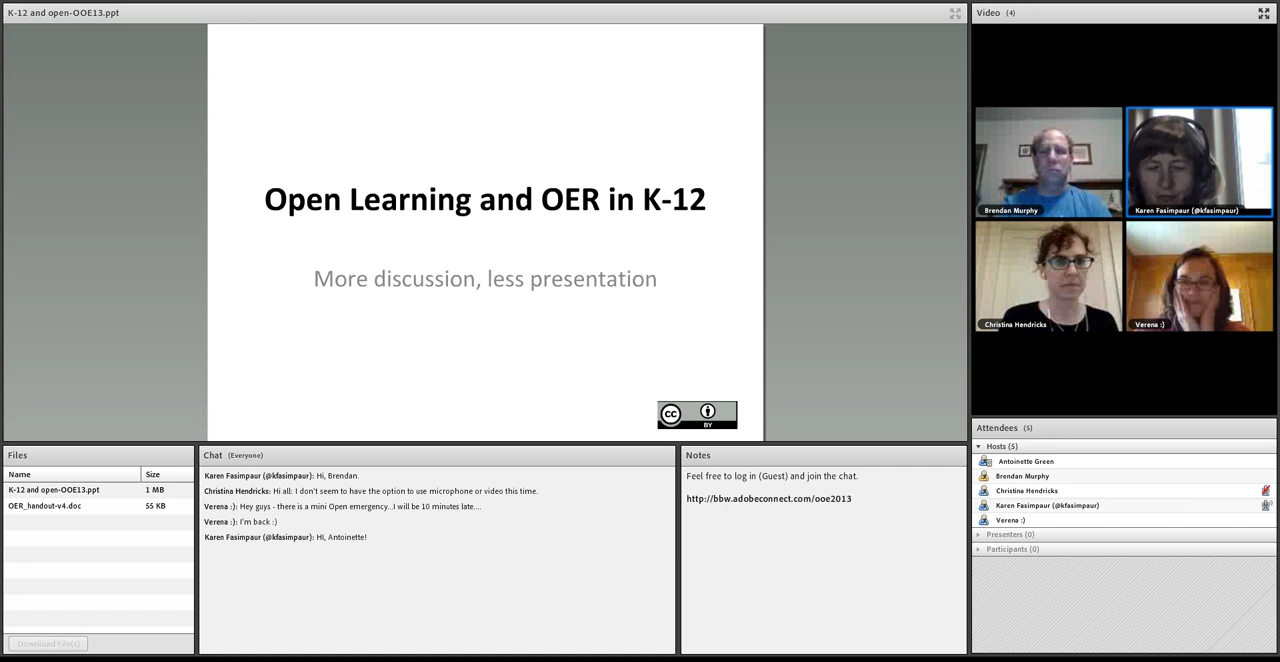 K-12 and open-OOE13.ppt
Open Learning and OER in K-12
More discussion, less presentation
cc
BY
Video (4)
Brendan Murphy
Karen Fasimpaur (@kfasimpaur)
Christina Hendricks
Verena :)
Attendees (5)
Hosts (5)
Antoinette Green
Brendan Murphy
Christina Hendricks
Karen Fasimpaur (@kfasimpaur)
Verena :)
Presenters (0)
Participants (0)
Files
Name Size
K-12 and open-OOE13.ppt 1 MB
OER_handout-v4.doc 55 KB
Download File(s)
Chat (Everyone)
Karen Fasimpaur (@kfasimpaur): Hi, Brendan.
Christina Hendricks: Hi all: I don't seem to have the option to use microphone or video this time.
Verena :): Hey guys - there is a mini Open emergency...I will be 10 minutes late....
Verena :): I'm back :)
Karen Fasimpaur (@kfasimpaur): HI, Antoinette!
Notes
Feel free to log in (Guest) and join the chat.
http://bbw.adobeconnect.com/ooe2013